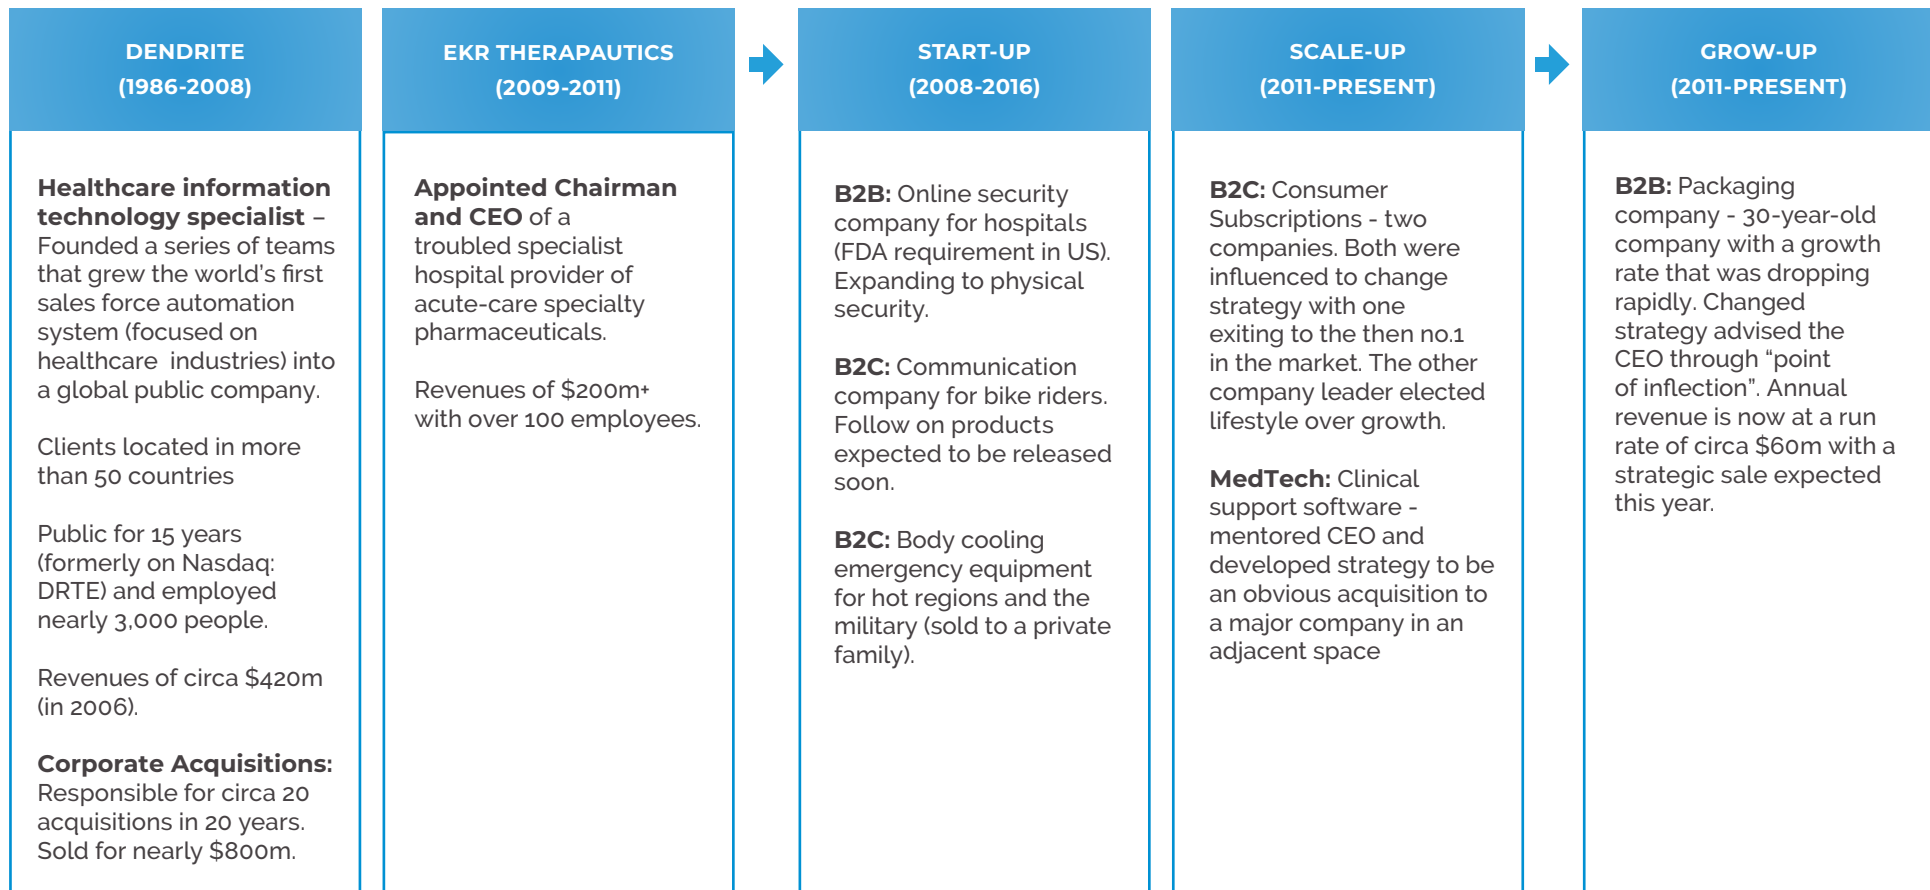 DENDRITE
(1986-2008)
Healthcare information
technology specialist –
Founded a series of teams
that grew the world’s first
sales force automation
system (focused on
healthcare industries) into
a global public company.
Clients located in more
than 50 countries
Public for 15 years
(formerly on Nasdaq:
DRTE) and employed
nearly 3,000 people.
Revenues of circa $420m
(in 2006).
Corporate Acquisitions:
Responsible for circa 20
acquisitions in 20 years.
Sold for nearly $800m.
EKR THERAPAUTICS
(2009-2011)
Appointed Chairman
and CEO of a
troubled specialist
hospital provider of
acute-care specialty
pharmaceuticals.
Revenues of $200m+
with over 100 employees.
START-UP
(2008-2016)
B2B: Online security
company for hospitals
(FDA requirement in US).
Expanding to physical
security.
B2C: Communication
company for bike riders.
Follow on products
expected to be released
soon.
B2C: Body cooling
emergency equipment
for hot regions and the
military (sold to a private
family).
SCALE-UP
(2011-PRESENT)
B2C: Consumer
Subscriptions - two
companies. Both were
influenced to change
strategy with one
exiting to the then no.1
in the market. The other
company leader elected
lifestyle over growth.
MedTech: Clinical
support software -
mentored CEO and
developed strategy to be
an obvious acquisition to
a major company in an
adjacent space
GROW-UP
(2011-PRESENT)
B2B: Packaging
company - 30-year-old
company with a growth
rate that was dropping
rapidly. Changed
strategy advised the
CEO through “point
of inflection”. Annual
revenue is now at a run
rate of circa $60m with a
strategic sale expected
this year.